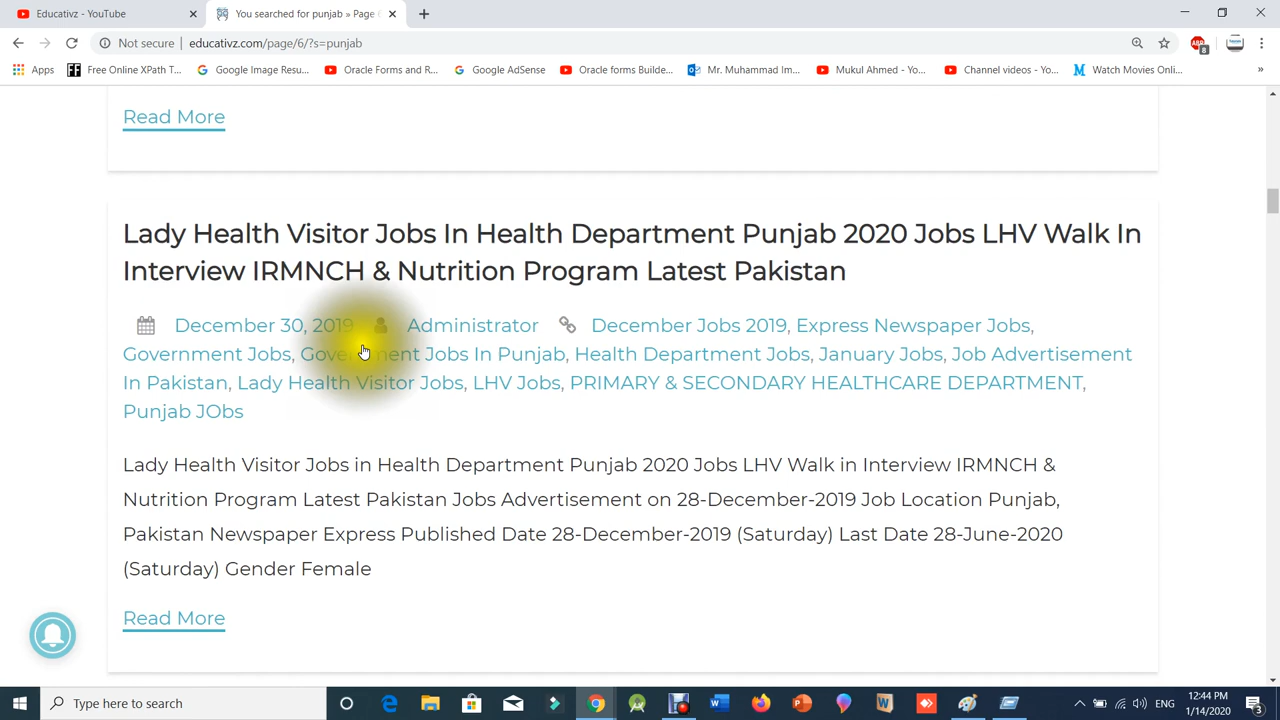 Educativz - YouTube
You searched for punjab » Page 6
Not secure
educativz.com/page/6/?s=punjab
8
Apps
Free Online XPath T...
Google Image Resu...
Oracle Forms and R...
Google AdSense
Oracle forms Builde...
Mr. Muhammad Im...
Mukul Ahmed - Yo...
Channel videos - Yo...
Watch Movies Onli...
»
Read More
Lady Health Visitor Jobs In Health Department Punjab 2020 Jobs LHV Walk In
Interview IRMNCH & Nutrition Program Latest Pakistan
December 30, 2019 Administrator December Jobs 2019, Express Newspaper Jobs,
Government Jobs, Government Jobs In Punjab, Health Department Jobs, January Jobs, Job Advertisement
In Pakistan, Lady Health Visitor Jobs, LHV Jobs, PRIMARY & SECONDARY HEALTHCARE DEPARTMENT,
Punjab JObs
Lady Health Visitor Jobs in Health Department Punjab 2020 Jobs LHV Walk in Interview IRMNCH &
Nutrition Program Latest Pakistan Jobs Advertisement on 28-December-2019 Job Location Punjab,
Pakistan Newspaper Express Published Date 28-December-2019 (Saturday) Last Date 28-June-2020
(Saturday) Gender Female
Read More
Type here to search
ENG
12:44 PM
1/14/2020
3